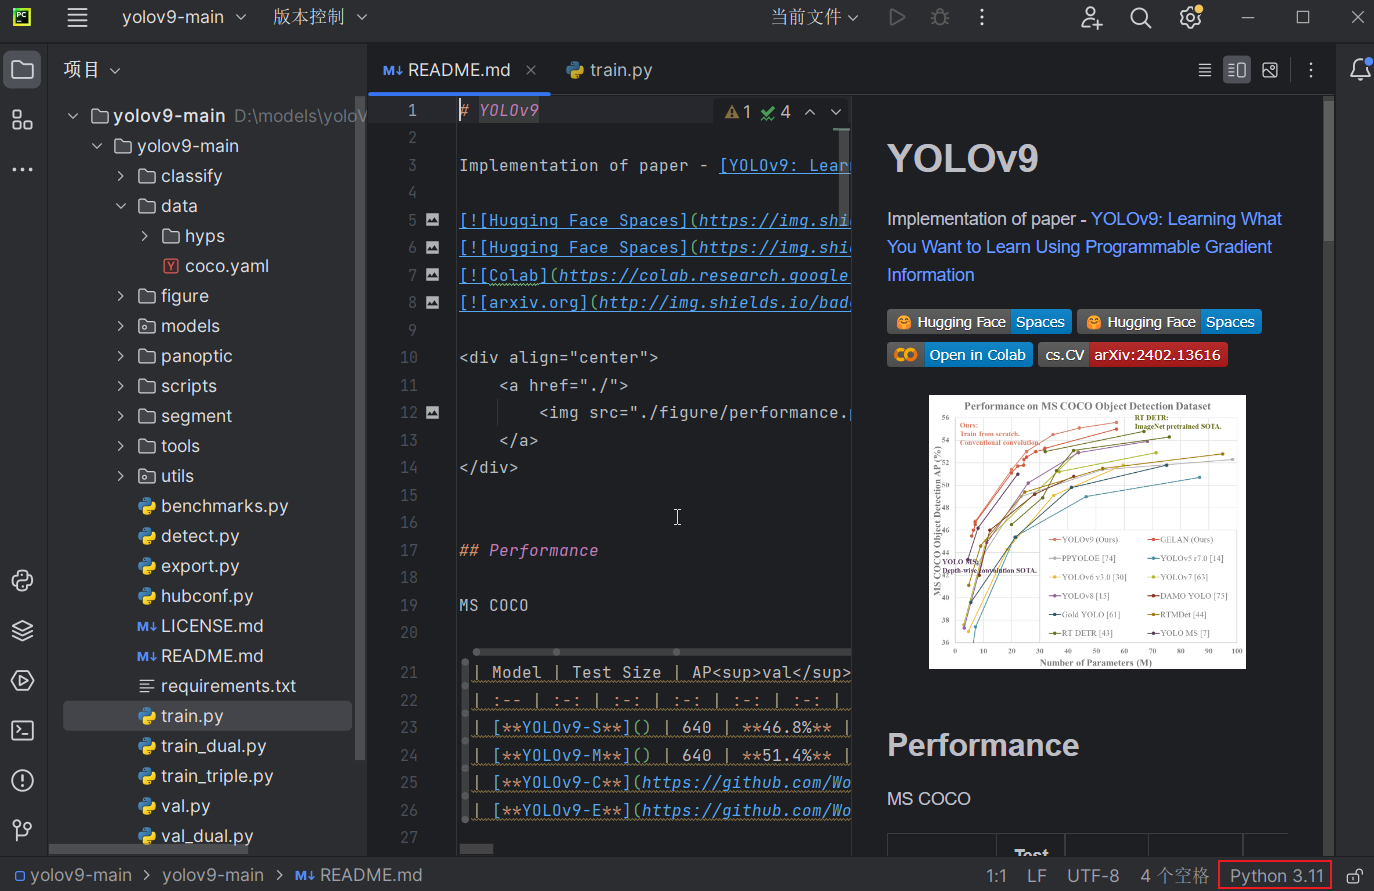 PC
yolov9-main
版本控制
当前文件
项目
yolov9-main D:\models\yoloV
yolov9-main
classify
data
hyps
coco.yaml
figure
models
panoptic
scripts
segment
tools
utils
benchmarks.py
detect.py
export.py
hubconf.py
LICENSE.md
README.md
requirements.txt
train.py
train_dual.py
train_triple.py
val.py
val_dual.py
README.md
train.py
1 4
1 # YOLOv9
2
3 Implementation of paper - [YOLOv9: Learn
4
5 [![Hugging Face Spaces](https://img.shi
6 [![Hugging Face Spaces](https://img.shi
7 [![Colab](https://colab.research.google
8 [![arxiv.org](http://img.shields.io/bad
9
10 <div align="center">
11 <a href="./">
12 <img src="./figure/performance.p
13 </a>
14 </div>
15
16
17 ## Performance
18
19 MS COCO
20
21 | Model | Test Size | AP<sup>val</sup>
22 | :-- | :-: | :-: | :-: | :-: | :-: |
23 | [**YOLOv9-S**]() | 640 | **46.8%** |
24 | [**YOLOv9-M**]() | 640 | **51.4%** |
25 | [**YOLOv9-C**](https://github.com/Wo
26 | [**YOLOv9-E**](https://github.com/Wo
27
YOLOv9
Implementation of paper - YOLOv9: Learning What
You Want to Learn Using Programmable Gradient
Information
Hugging Face Spaces Hugging Face Spaces
Open in Colab cs.CV arXiv:2402.13616
Performance on MS COCO Object Detection Dataset
MS COCO Object Detection AP (%)
56
54
52
50
48
46
44
42
40
38
36
Ours:
Train from scratch.
Conventional convolution.
RT DETR:
ImageNet pretrained SOTA.
YOLO MS:
Depth-wise convolution SOTA.
YOLOv9 (Ours) GELAN (Ours)
PPYOLOE [74] YOLOv5 r7.0 [14]
YOLOv6 v3.0 [30] YOLOv7 [63]
YOLOv8 [15] DAMO YOLO [75]
Gold YOLO [61] RTMDet [44]
RT DETR [43] YOLO MS [7]
0 10 20 30 40 50 60 70 80 90 100
Number of Parameters (M)
Performance
MS COCO
Test
yolov9-main > yolov9-main > README.md
1:1 LF UTF-8 4 个空格 Python 3.11